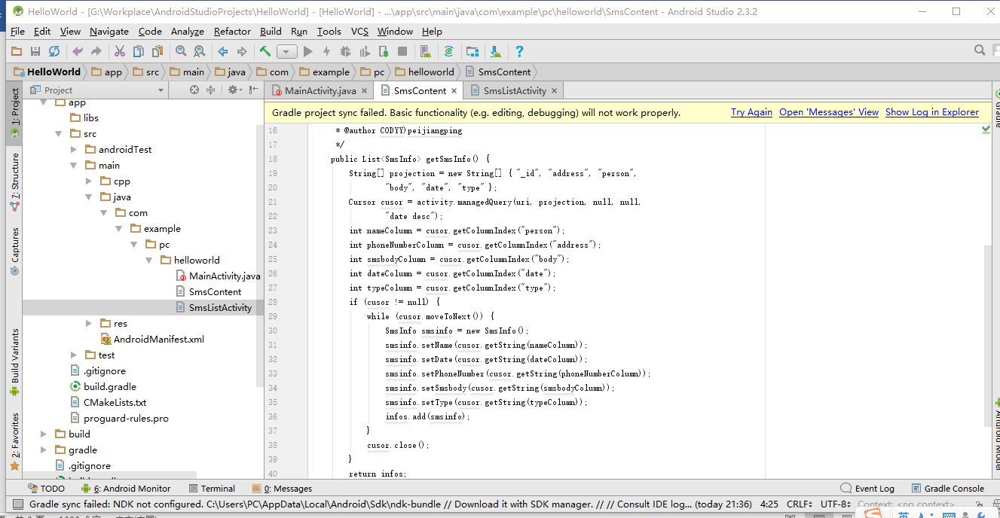 HelloWorld - [G:\Workplace\AndroidStudioProjects\HelloWorld] - [HelloWorld] - ...\app\src\main\java\com\example\pc\helloworld\SmsContent - Android Studio 2.3.2
File Edit View Navigate Code Analyze Refactor Build Run Tools VCS Window Help
HelloWorld app src main java com example pc helloworld SmsContent
Project
MainActivity.java SmsContent SmsListActivity
Gradle project sync failed. Basic functionality (e.g. editing, debugging) will not work properly. Try Again Open 'Messages' View Show Log in Explorer
1: Project
7: Structure
Captures
Build Variants
2: Favorites
app
libs
src
androidTest
main
cpp
java
com
example
pc
helloworld
MainActivity.java
SmsContent
SmsListActivity
res
AndroidManifest.xml
test
.gitignore
build.gradle
CMakeLists.txt
proguard-rules.pro
build
gradle
.gitignore
16 * @author CODYY)peijiangping
17 */
18 public List<SmsInfo> getSmsInfo() {
19 String[] projection = new String[] { "_id", "address", "person",
20 "body", "date", "type" };
21 Cursor cusor = activity.managedQuery(uri, projection, null, null,
22 "date desc");
23 int nameColumn = cusor.getColumnIndex("person");
24 int phoneNumberColumn = cusor.getColumnIndex("address");
25 int smsbodyColumn = cusor.getColumnIndex("body");
26 int dateColumn = cusor.getColumnIndex("date");
27 int typeColumn = cusor.getColumnIndex("type");
28 if (cusor != null) {
29 while (cusor.moveToNext()) {
30 SmsInfo smsinfo = new SmsInfo();
31 smsinfo.setName(cusor.getString(nameColumn));
32 smsinfo.setDate(cusor.getString(dateColumn));
33 smsinfo.setPhoneNumber(cusor.getString(phoneNumberColumn));
34 smsinfo.setSmsbody(cusor.getString(smsbodyColumn));
35 smsinfo.setType(cusor.getString(typeColumn));
36 infos.add(smsinfo);
37 }
38 cusor.close();
39 }
40 return infos;
TODO 6: Android Monitor Terminal 0: Messages Event Log Gradle Console
Gradle sync failed: NDK not configured. C:\Users\PC\AppData\Local\Android\Sdk\ndk-bundle // Download it with SDK manager. // // Consult IDE log... (today 21:36) 4:25 CRLF UTF-8 Context: <no context>